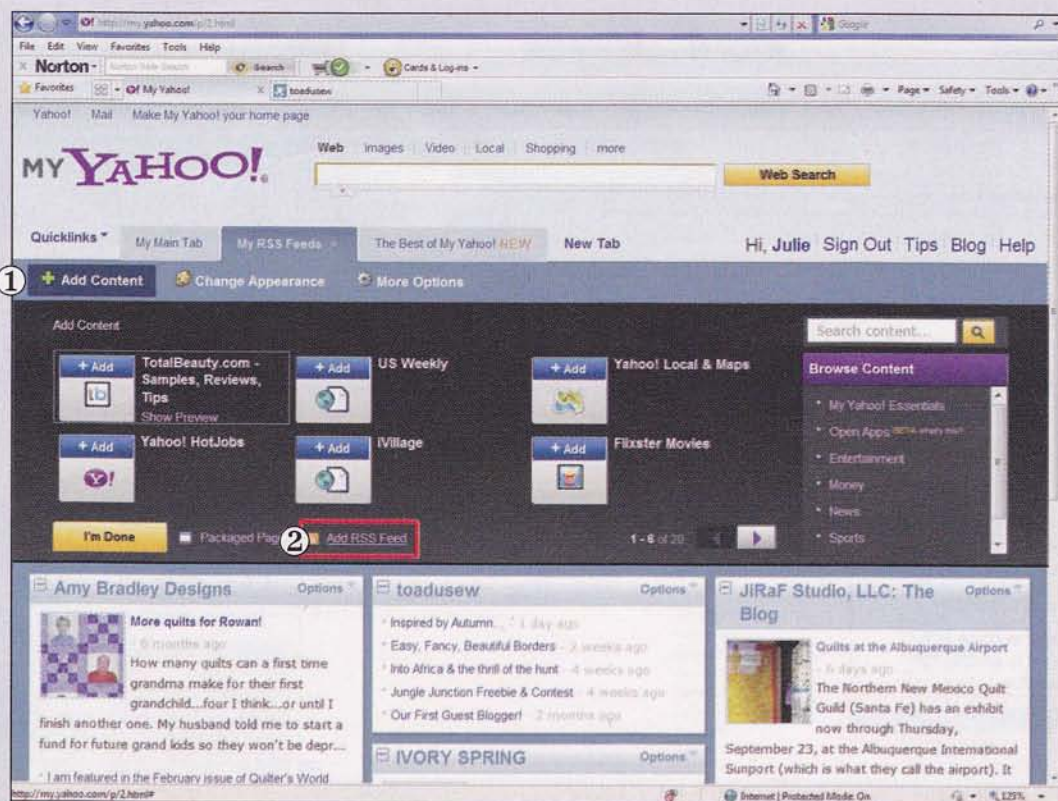 http://my.yahoo.com/p/2.html
Google
File Edit View Favorites Tools Help
Norton
Search
Cards & Log-ins
Favorites
My Yahoo!
toadusew
Page Safety Tools
Yahoo! Mail Make My Yahoo! your home page
MY YAHOO!
Web Images Video Local Shopping more
Web Search
Quicklinks My Main Tab My RSS Feeds The Best of My Yahoo! NEW New Tab Hi, Julie Sign Out Tips Blog Help
1
+ Add Content Change Appearance More Options
Add Content
Search content...
+ Add
TotalBeauty.com -
Samples, Reviews,
Tips
Show Preview
+ Add
US Weekly
+ Add
Yahoo! Local & Maps
+ Add
Yahoo! HotJobs
+ Add
iVillage
+ Add
Flixster Movies
Browse Content
My Yahoo! Essentials
Open Apps
Entertainment
Money
News
Sports
I'm Done
Packaged Pag
2
Add RSS Feed
1 - 6 of 20
Amy Bradley Designs Options
More quilts for Rowan!
- 6 months ago
How many quilts can a first time
grandma make for their first
grandchild...four I think...or until I
finish another one. My husband told me to start a
fund for future grand kids so they won't be depr....
I am featured in the February issue of Quilter's World
toadusew Options
Inspired by Autumn... - 1 day ago
Easy, Fancy, Beautiful Borders - 2 weeks ago
Into Africa & the thrill of the hunt - 4 weeks ago
Jungle Junction Freebie & Contest - 4 weeks ago
Our First Guest Blogger! - 2 months ago
IVORY SPRING Options
JiRaF Studio, LLC: The
Blog
Options
Quilts at the Albuquerque Airport
- 6 days ago
The Northern New Mexico Quilt
Guild (Santa Fe) has an exhibit
now through Thursday,
September 23, at the Albuquerque International
Sunport (which is what they call the airport). It
http://my.yahoo.com/p/2.html#
Internet | Protected Mode: On
125%